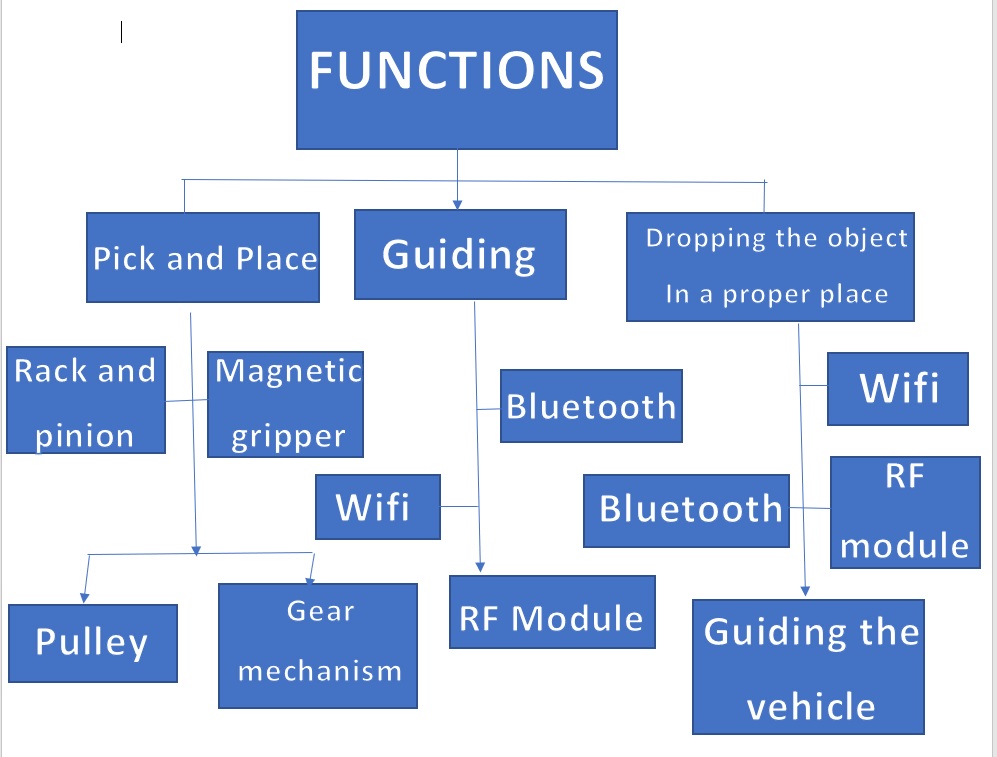 FUNCTIONS
Pick and Place
Guiding
Dropping the object
In a proper place
Rack and
pinion
Magnetic
gripper
Bluetooth
Wifi
Wifi
Bluetooth
RF
module
Pulley
Gear
mechanism
RF Module
Guiding the
vehicle